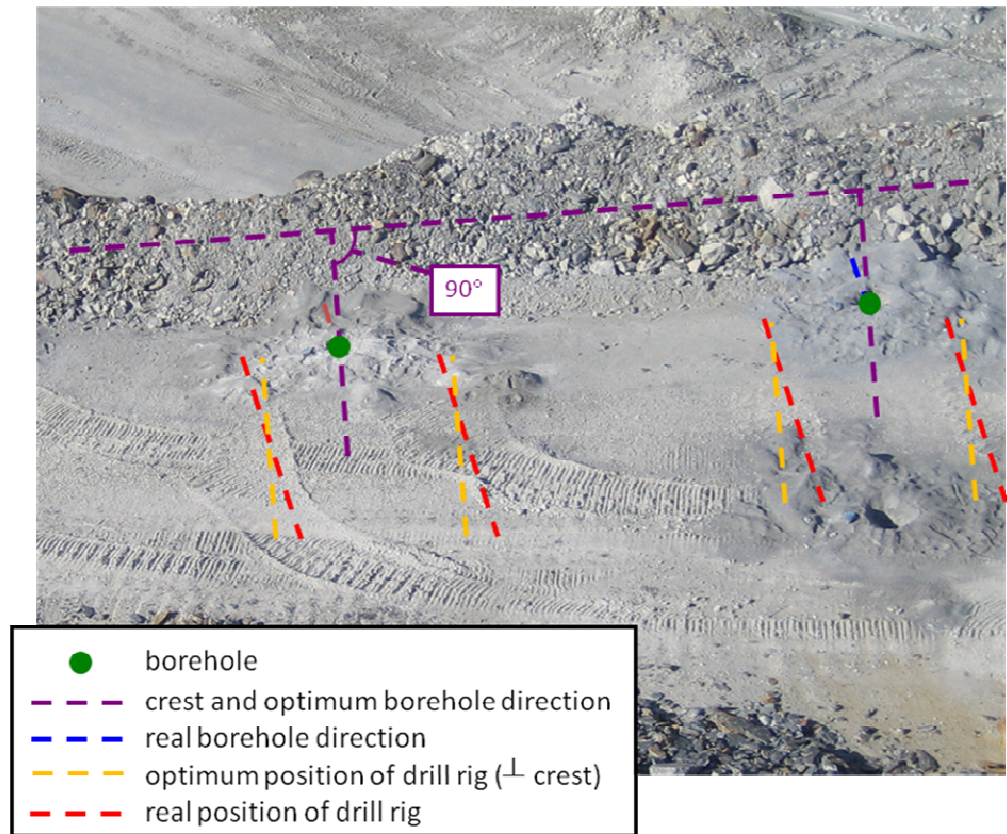 90°
borehole
crest and optimum borehole direction
real borehole direction
optimum position of drill rig (⊥ crest)
real position of drill rig